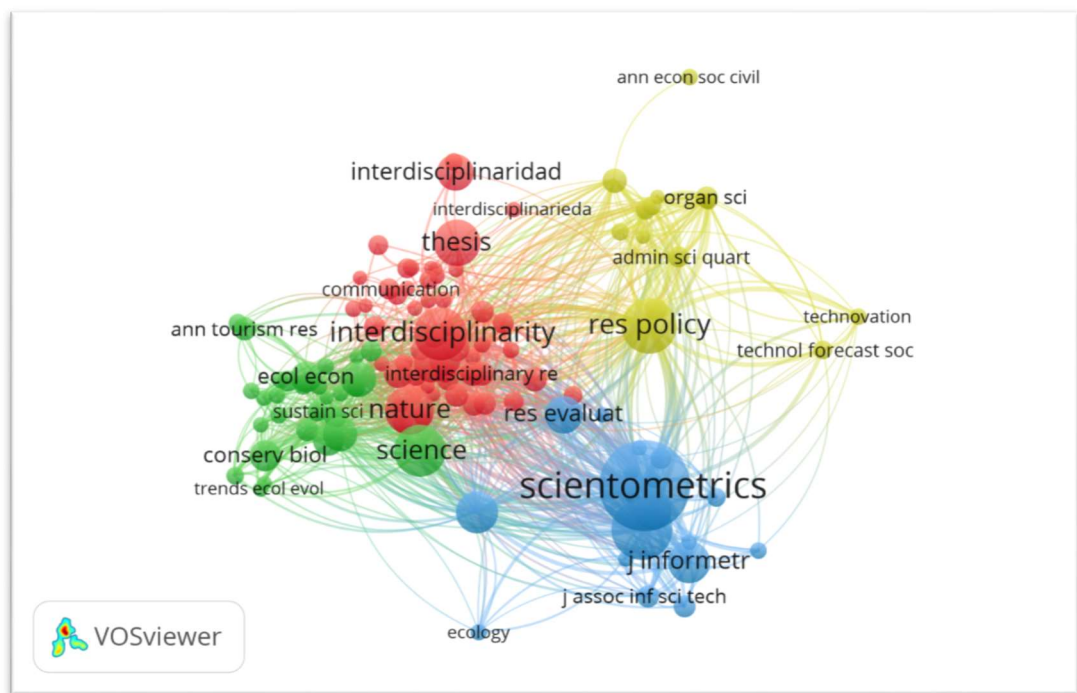 ann econ soc civil
interdisciplinaridad
organ sci
interdisciplinarieda
thesis
admin sci quart
communication
technovation
ann tourism res
interdisciplinarity
res policy
technol forecast soc
ecol econ
interdisciplinary re
sustain sci
nature
res evaluat
science
conserv biol
trends ecol evol
scientometrics
j informetr
j assoc inf sci tech
ecology
VOSviewer